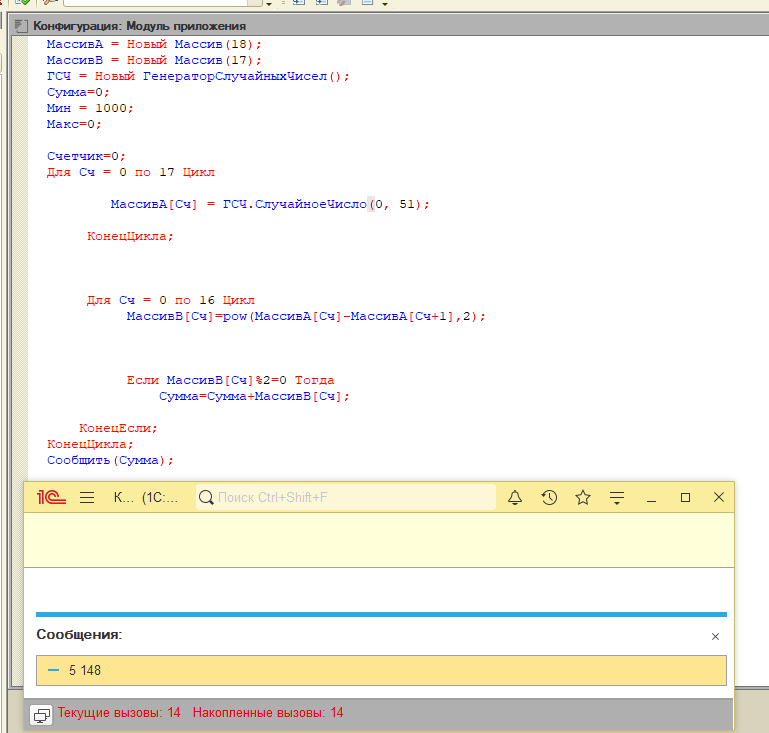 Конфигурация: Модуль приложения
МассивА = Новый Массив(18);
МассивВ = Новый Массив(17);
ГСЧ = Новый ГенераторСлучайныхЧисел();
Сумма=0;
Мин = 1000;
Макс=0;
Счетчик=0;
Для Сч = 0 по 17 Цикл
МассивА[Сч] = ГСЧ.СлучайноеЧисло(0, 51);
КонецЦикла;
Для Сч = 0 по 16 Цикл
МассивВ[Сч]=pow(МассивА[Сч]-МассивА[Сч+1],2);
Если МассивВ[Сч]%2=0 Тогда
Сумма=Сумма+МассивВ[Сч];
КонецЕсли;
КонецЦикла;
Сообщить(Сумма);
1С К... (1С:... Поиск Ctrl+Shift+F
Сообщения:
5 148
Текущие вызовы: 14 Накопленные вызовы: 14